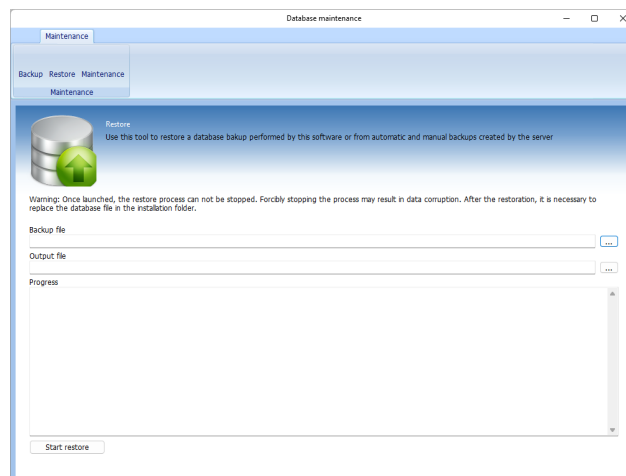 Database maintenance
Maintenance
Backup Restore Maintenance
Maintenance
Restore
Use this tool to restore a database bakup performed by this software or from automatic and manual backups created by the server
Warning: Once launched, the restore process can not be stopped. Forcibly stopping the process may result in data corruption. After the restoration, it is necessary to
replace the database file in the installation folder.
Backup file
...
Output file
...
Progress
Start restore